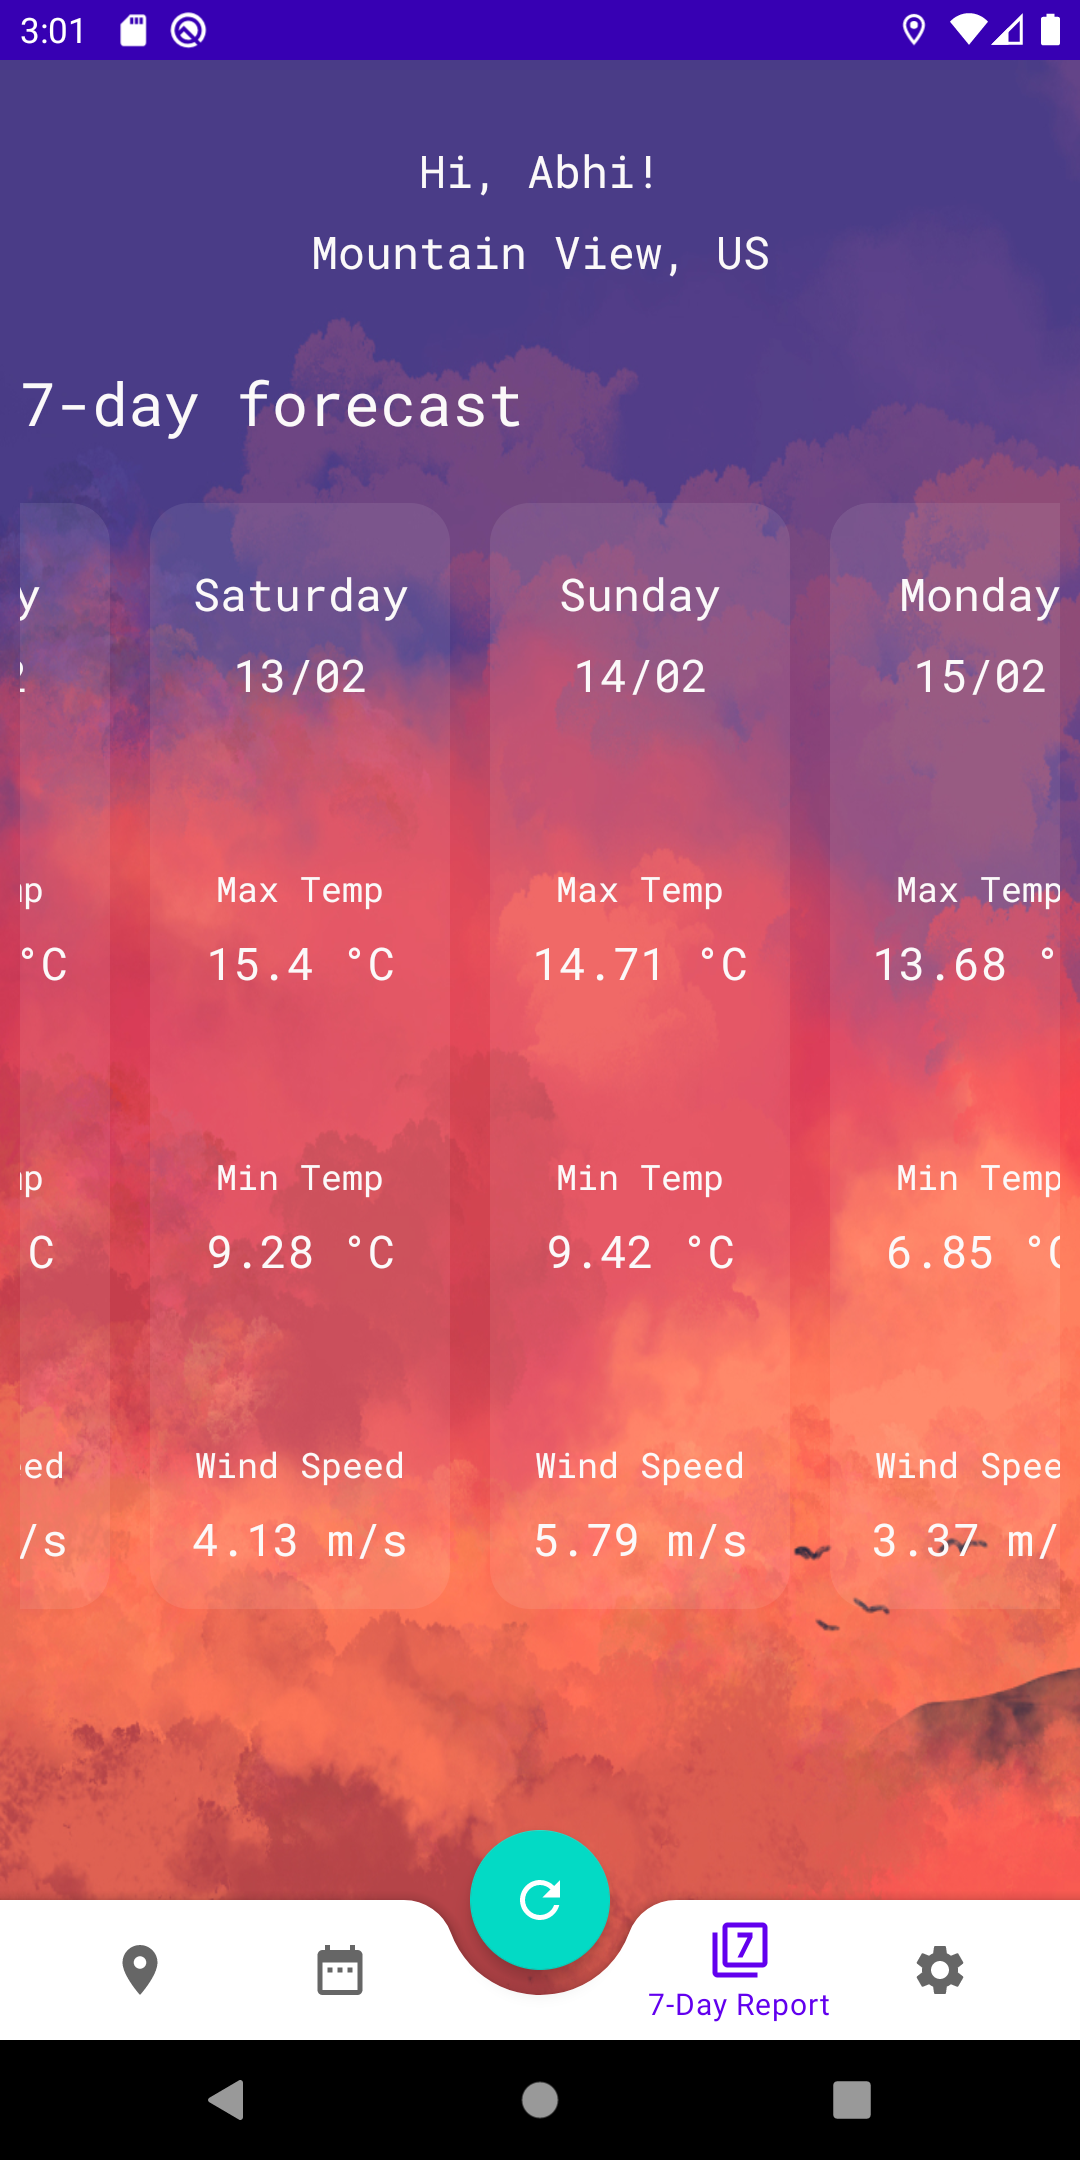 3:01
Hi, Abhi!
Mountain View, US
7-day forecast
Saturday
13/02
Max Temp
15.4 °C
Min Temp
9.28 °C
Wind Speed
4.13 m/s
Sunday
14/02
Max Temp
14.71 °C
Min Temp
9.42 °C
Wind Speed
5.79 m/s
Monday
15/02
Max Temp
13.68 °
Min Temp
6.85 °C
Wind Spee
3.37 m/
7
7-Day Report